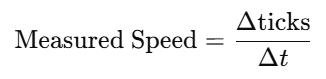 Measured Speed = Δticks / Δt